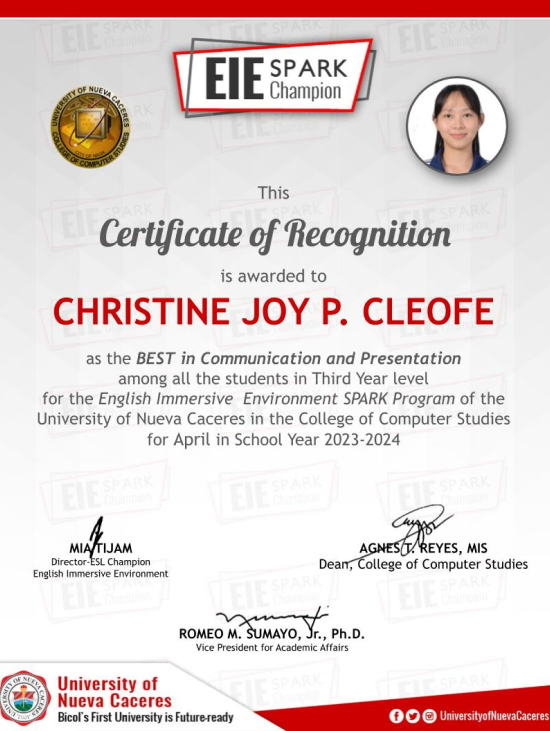 EIE SPARK
Champion
UNIVERSITY OF NUEVA CACERES
COLLEGE OF COMPUTER STUDIES
This
Certificate of Recognition
is awarded to
CHRISTINE JOY P. CLEOFE
as the BEST in Communication and Presentation
among all the students in Third Year level
for the English Immersive Environment SPARK Program of the
University of Nueva Caceres in the College of Computer Studies
for April in School Year 2023-2024
MIA TIJAM
Director-ESL Champion
English Immersive Environment
AGNES T. REYES, MIS
Dean, College of Computer Studies
ROMEO M. SUMAYO, Jr., Ph.D.
Vice President for Academic Affairs
University of
Nueva Caceres
Bicol's First University is Future-ready
UniversityofNuevaCaceres